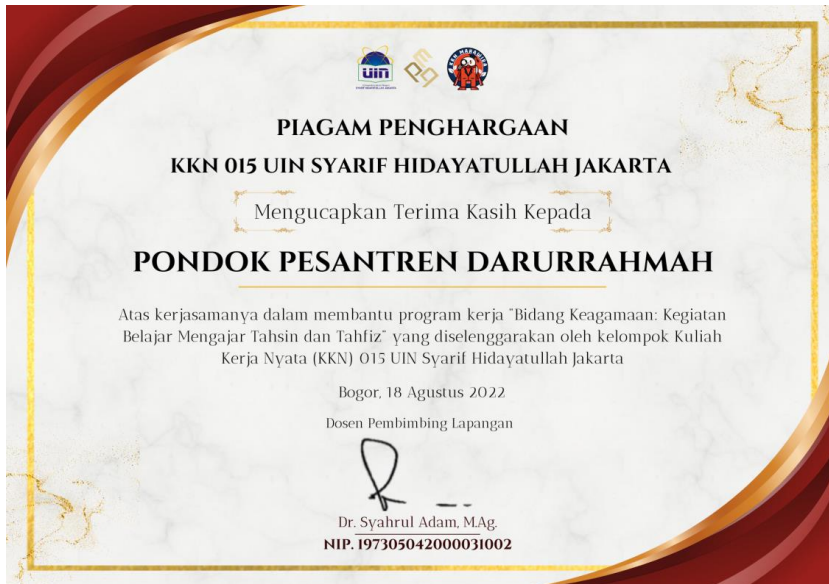 UIN
PIAGAM PENGHARGAAN
KKN 015 UIN SYARIF HIDAYATULLAH JAKARTA
Mengucapkan Terima Kasih Kepada
PONDOK PESANTREN DARURRAHMAH
Atas kerjasamanya dalam membantu program kerja "Bidang Keagamaan: Kegiatan
Belajar Mengajar Tahsin dan Tahfiz" yang diselenggarakan oleh kelompok Kuliah
Kerja Nyata (KKN) 015 UIN Syarif Hidayatullah Jakarta
Bogor, 18 Agustus 2022
Dosen Pembimbing Lapangan
Dr. Syahrul Adam, M.Ag.
NIP. 197305042000031002